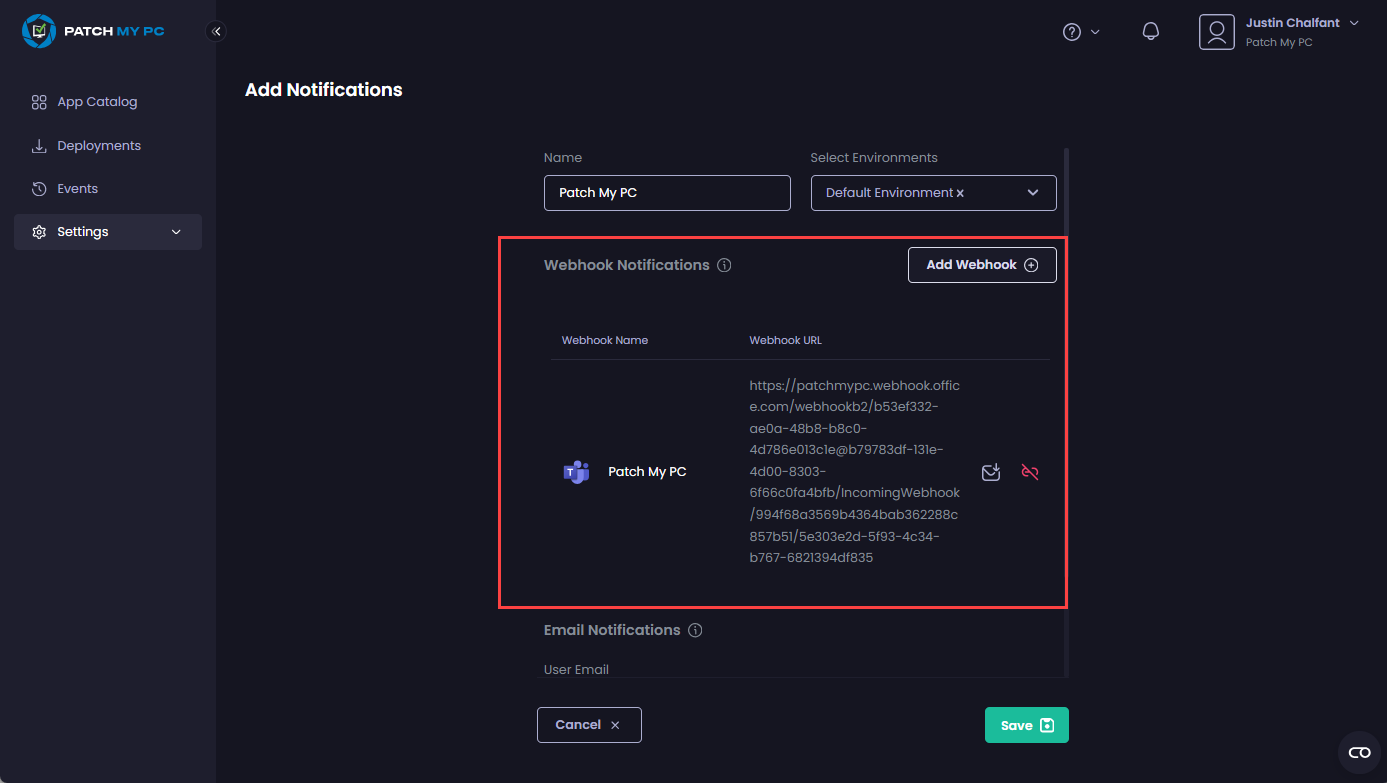 PATCH MY PC
Justin Chalfant
Patch My PC
App Catalog
Deployments
Events
Settings
Add Notifications
Name
Select Environments
Patch My PC
Default Environment x
Webhook Notifications
Add Webhook
Webhook Name
Webhook URL
T
Patch My PC
https://patchmypc.webhook.offic
e.com/webhookb2/b53ef332-
ae0a-48b8-b8c0-
4d786e013c1e@b79783df-131e-
4d00-8303-
6f66c0fa4bfb/IncomingWebhook
/994f68a3569b4364bab362288c
857b51/5e303e2d-5f93-4c34-
b767-6821394df835
Email Notifications
User Email
Cancel ×
Save